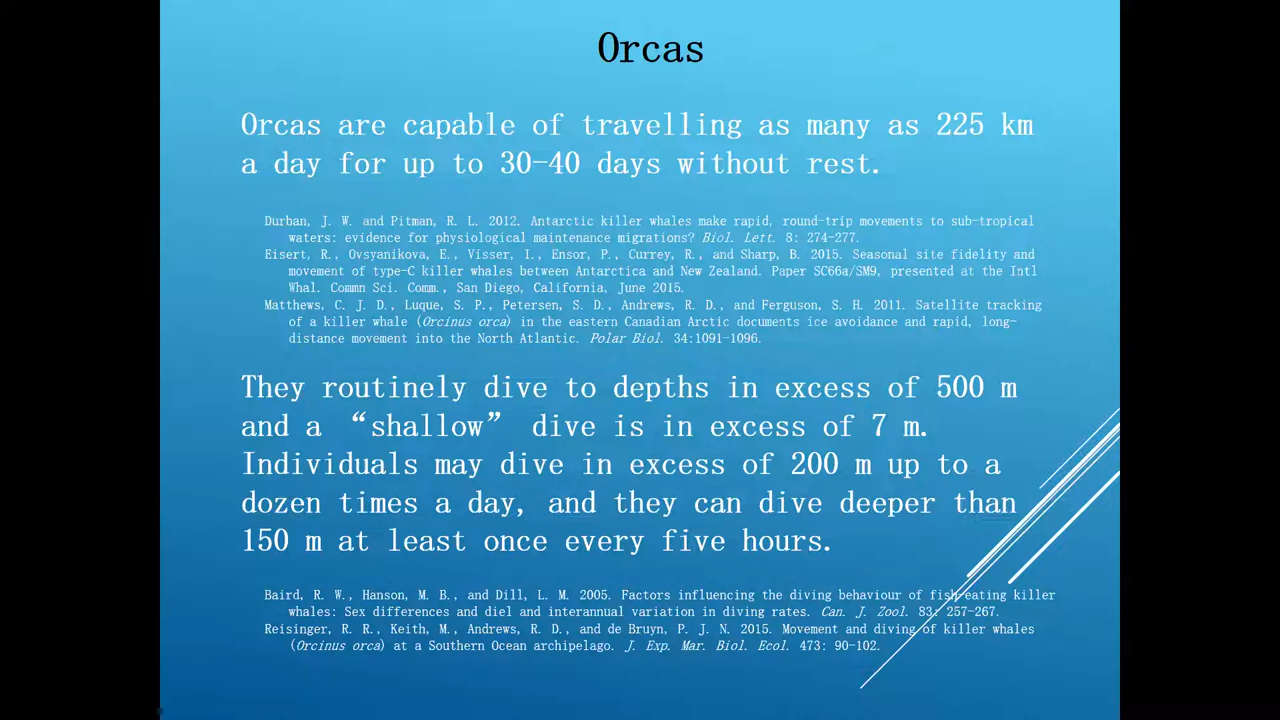 Orcas
Orcas are capable of travelling as many as 225 km
a day for up to 30-40 days without rest.
Durban, J. W. and Pitman, R. L. 2012. Antarctic killer whales make rapid, round-trip movements to sub-tropical
waters: evidence for physiological maintenance migrations? Biol. Lett. 8: 274-277.
Eisert, R., Ovsyanikova, E., Visser, I., Ensor, P., Currey, R., and Sharp, B. 2015. Seasonal site fidelity and
movement of type-C killer whales between Antarctica and New Zealand. Paper SC66a/SM9, presented at the Intl
Whal. Commn Sci. Comm., San Diego, California, June 2015.
Matthews, C. J. D., Luque, S. P., Petersen, S. D., Andrews, R. D., and Ferguson, S. H. 2011. Satellite tracking
of a killer whale (Orcinus orca) in the eastern Canadian Arctic documents ice avoidance and rapid, long-
distance movement into the North Atlantic. Polar Biol. 34:1091-1096.
They routinely dive to depths in excess of 500 m
and a “shallow” dive is in excess of 7 m.
Individuals may dive in excess of 200 m up to a
dozen times a day, and they can dive deeper than
150 m at least once every five hours.
Baird, R. W., Hanson, M. B., and Dill, L. M. 2005. Factors influencing the diving behaviour of fish-eating killer
whales: Sex differences and diel and interannual variation in diving rates. Can. J. Zool. 83: 257-267.
Reisinger, R. R., Keith, M., Andrews, R. D., and de Bruyn, P. J. N. 2015. Movement and diving of killer whales
(Orcinus orca) at a Southern Ocean archipelago. J. Exp. Mar. Biol. Ecol. 473: 90-102.